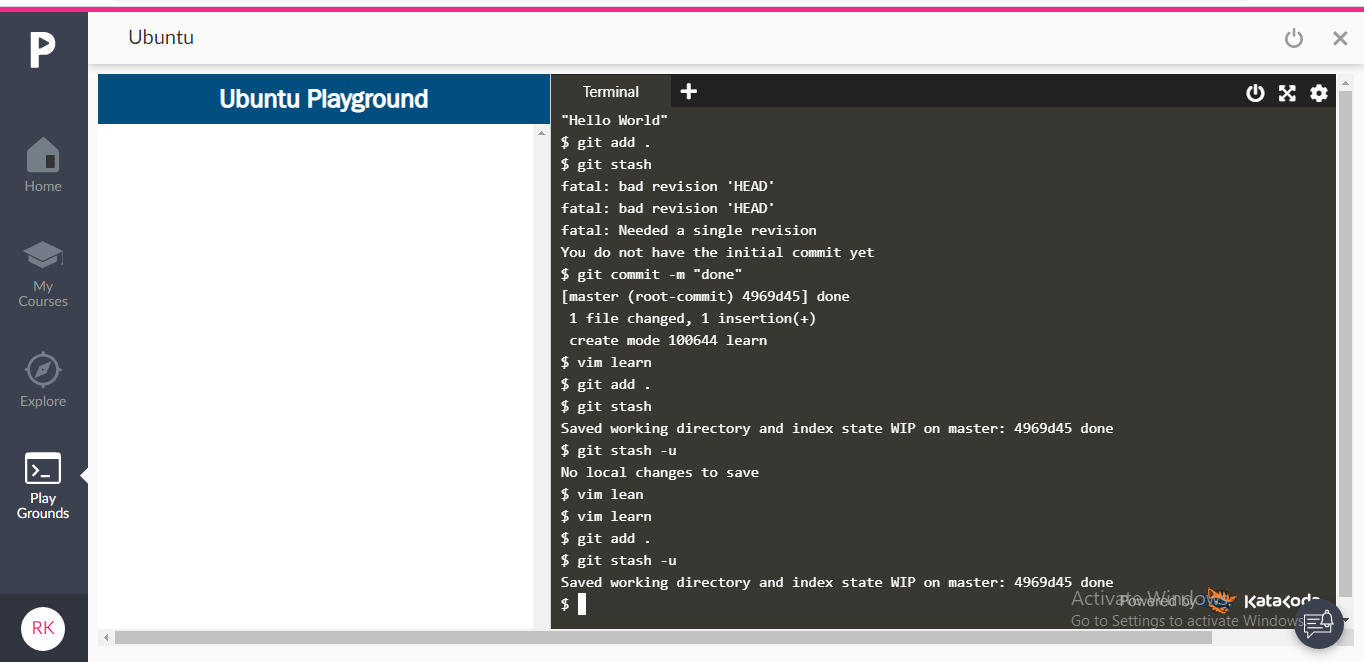 Ubuntu
Home
My
Courses
Explore
Play
Grounds
RK
Ubuntu Playground
Terminal
"Hello World"
$ git add .
$ git stash
fatal: bad revision 'HEAD'
fatal: bad revision 'HEAD'
fatal: Needed a single revision
You do not have the initial commit yet
$ git commit -m "done"
[master (root-commit) 4969d45] done
1 file changed, 1 insertion(+)
create mode 100644 learn
$ vim learn
$ git add .
$ git stash
Saved working directory and index state WIP on master: 4969d45 done
$ git stash -u
No local changes to save
$ vim lean
$ vim learn
$ git add .
$ git stash -u
Saved working directory and index state WIP on master: 4969d45 done
$
Powered by Katakoda
Activate Windows
Go to Settings to activate Windows